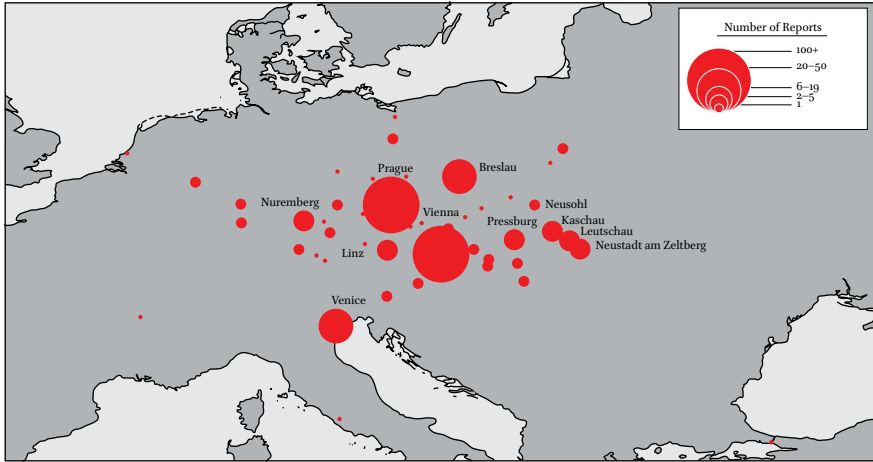 Number of Reports
100+
20–50
6–19
2–5
1
Prague
Breslau
Nuremberg
Vienna
Neusohl
Pressburg
Kaschau
Leutschau
Linz
Neustadt am Zeltberg
Venice